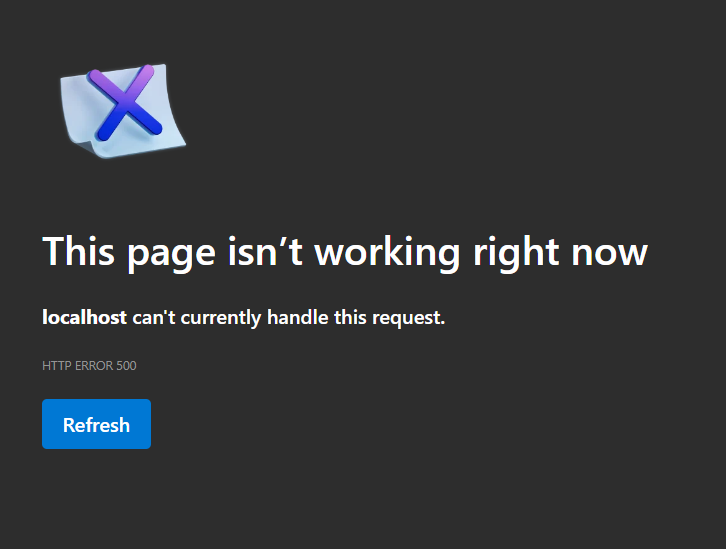 This page isn’t working right now
localhost can't currently handle this request.
HTTP ERROR 500
Refresh